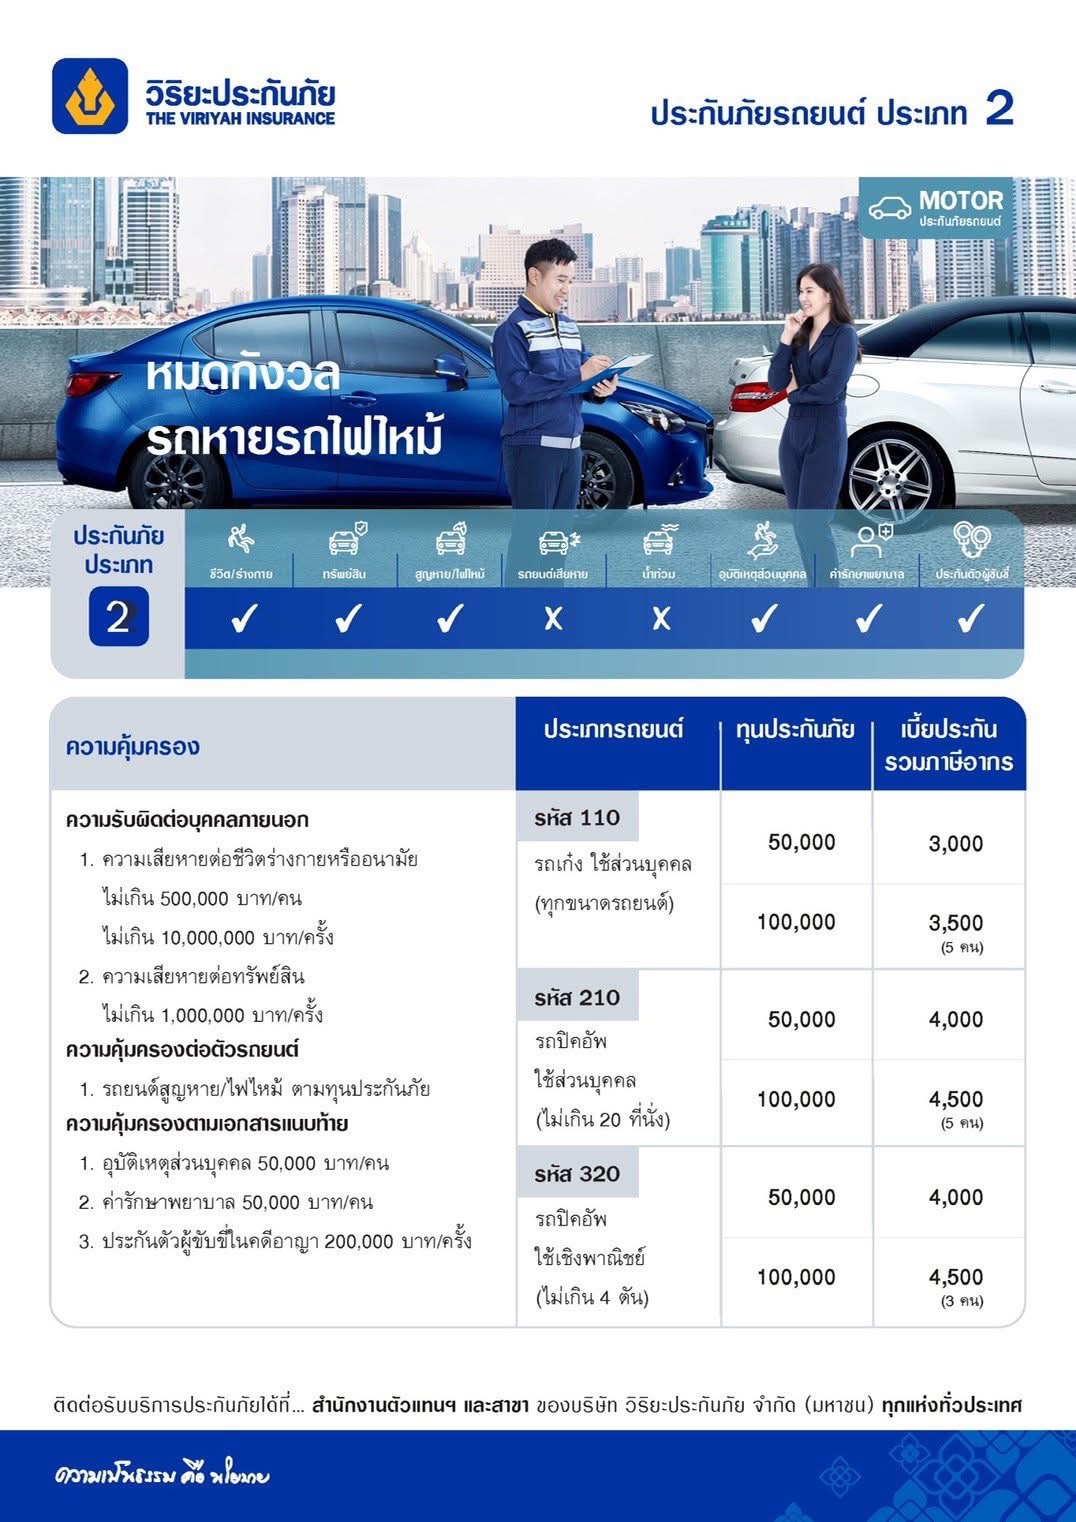 วิริยะประกันภัย
THE VIRIYAH INSURANCE
ประกันภัยรถยนต์ ประเภท 2
MOTOR
ประกันภัยรถยนต์
หมดกังวล
รถหายรถไฟไหม้
ประกันภัย
ประเภท
2
ชีวิต/ร่างกาย
ทรัพย์สิน
สูญหาย/ไฟไหม้
รถยนต์เสียหาย
น้ำท่วม
อุบัติเหตุส่วนบุคคล
ค่ารักษาพยาบาล
ประกันตัวผู้ขับขี่
✓ ✓ ✓ X X ✓ ✓ ✓
ความคุ้มครอง
ความรับผิดต่อบุคคลภายนอก
1. ความเสียหายต่อชีวิตร่างกายหรืออนามัย
ไม่เกิน 500,000 บาท/คน
ไม่เกิน 10,000,000 บาท/ครั้ง
2. ความเสียหายต่อทรัพย์สิน
ไม่เกิน 1,000,000 บาท/ครั้ง
ความคุ้มครองต่อตัวรถยนต์
1. รถยนต์สูญหาย/ไฟไหม้ ตามทุนประกันภัย
ความคุ้มครองตามเอกสารแนบท้าย
1. อุบัติเหตุส่วนบุคคล 50,000 บาท/คน
2. ค่ารักษาพยาบาล 50,000 บาท/คน
3. ประกันตัวผู้ขับขี่ในคดีอาญา 200,000 บาท/ครั้ง
ประเภทรถยนต์
ทุนประกันภัย
เบี้ยประกัน
รวมภาษีอากร
รหัส 110
รถเก๋ง ใช้ส่วนบุคคล
(ทุกขนาดรถยนต์)
50,000
3,000
100,000
3,500
(5 คน)
รหัส 210
รถปิคอัพ
ใช้ส่วนบุคคล
(ไม่เกิน 20 ที่นั่ง)
50,000
4,000
100,000
4,500
(5 คน)
รหัส 320
รถปิคอัพ
ใช้เชิงพาณิชย์
(ไม่เกิน 4 ตัน)
50,000
4,000
100,000
4,500
(3 คน)
ติดต่อรับบริการประกันภัยได้ที่... สำนักงานตัวแทนฯ และสาขา ของบริษัท วิริยะประกันภัย จำกัด (มหาชน) ทุกแห่งทั่วประเทศ
ความเป็นธรรม คือ นโยบาย